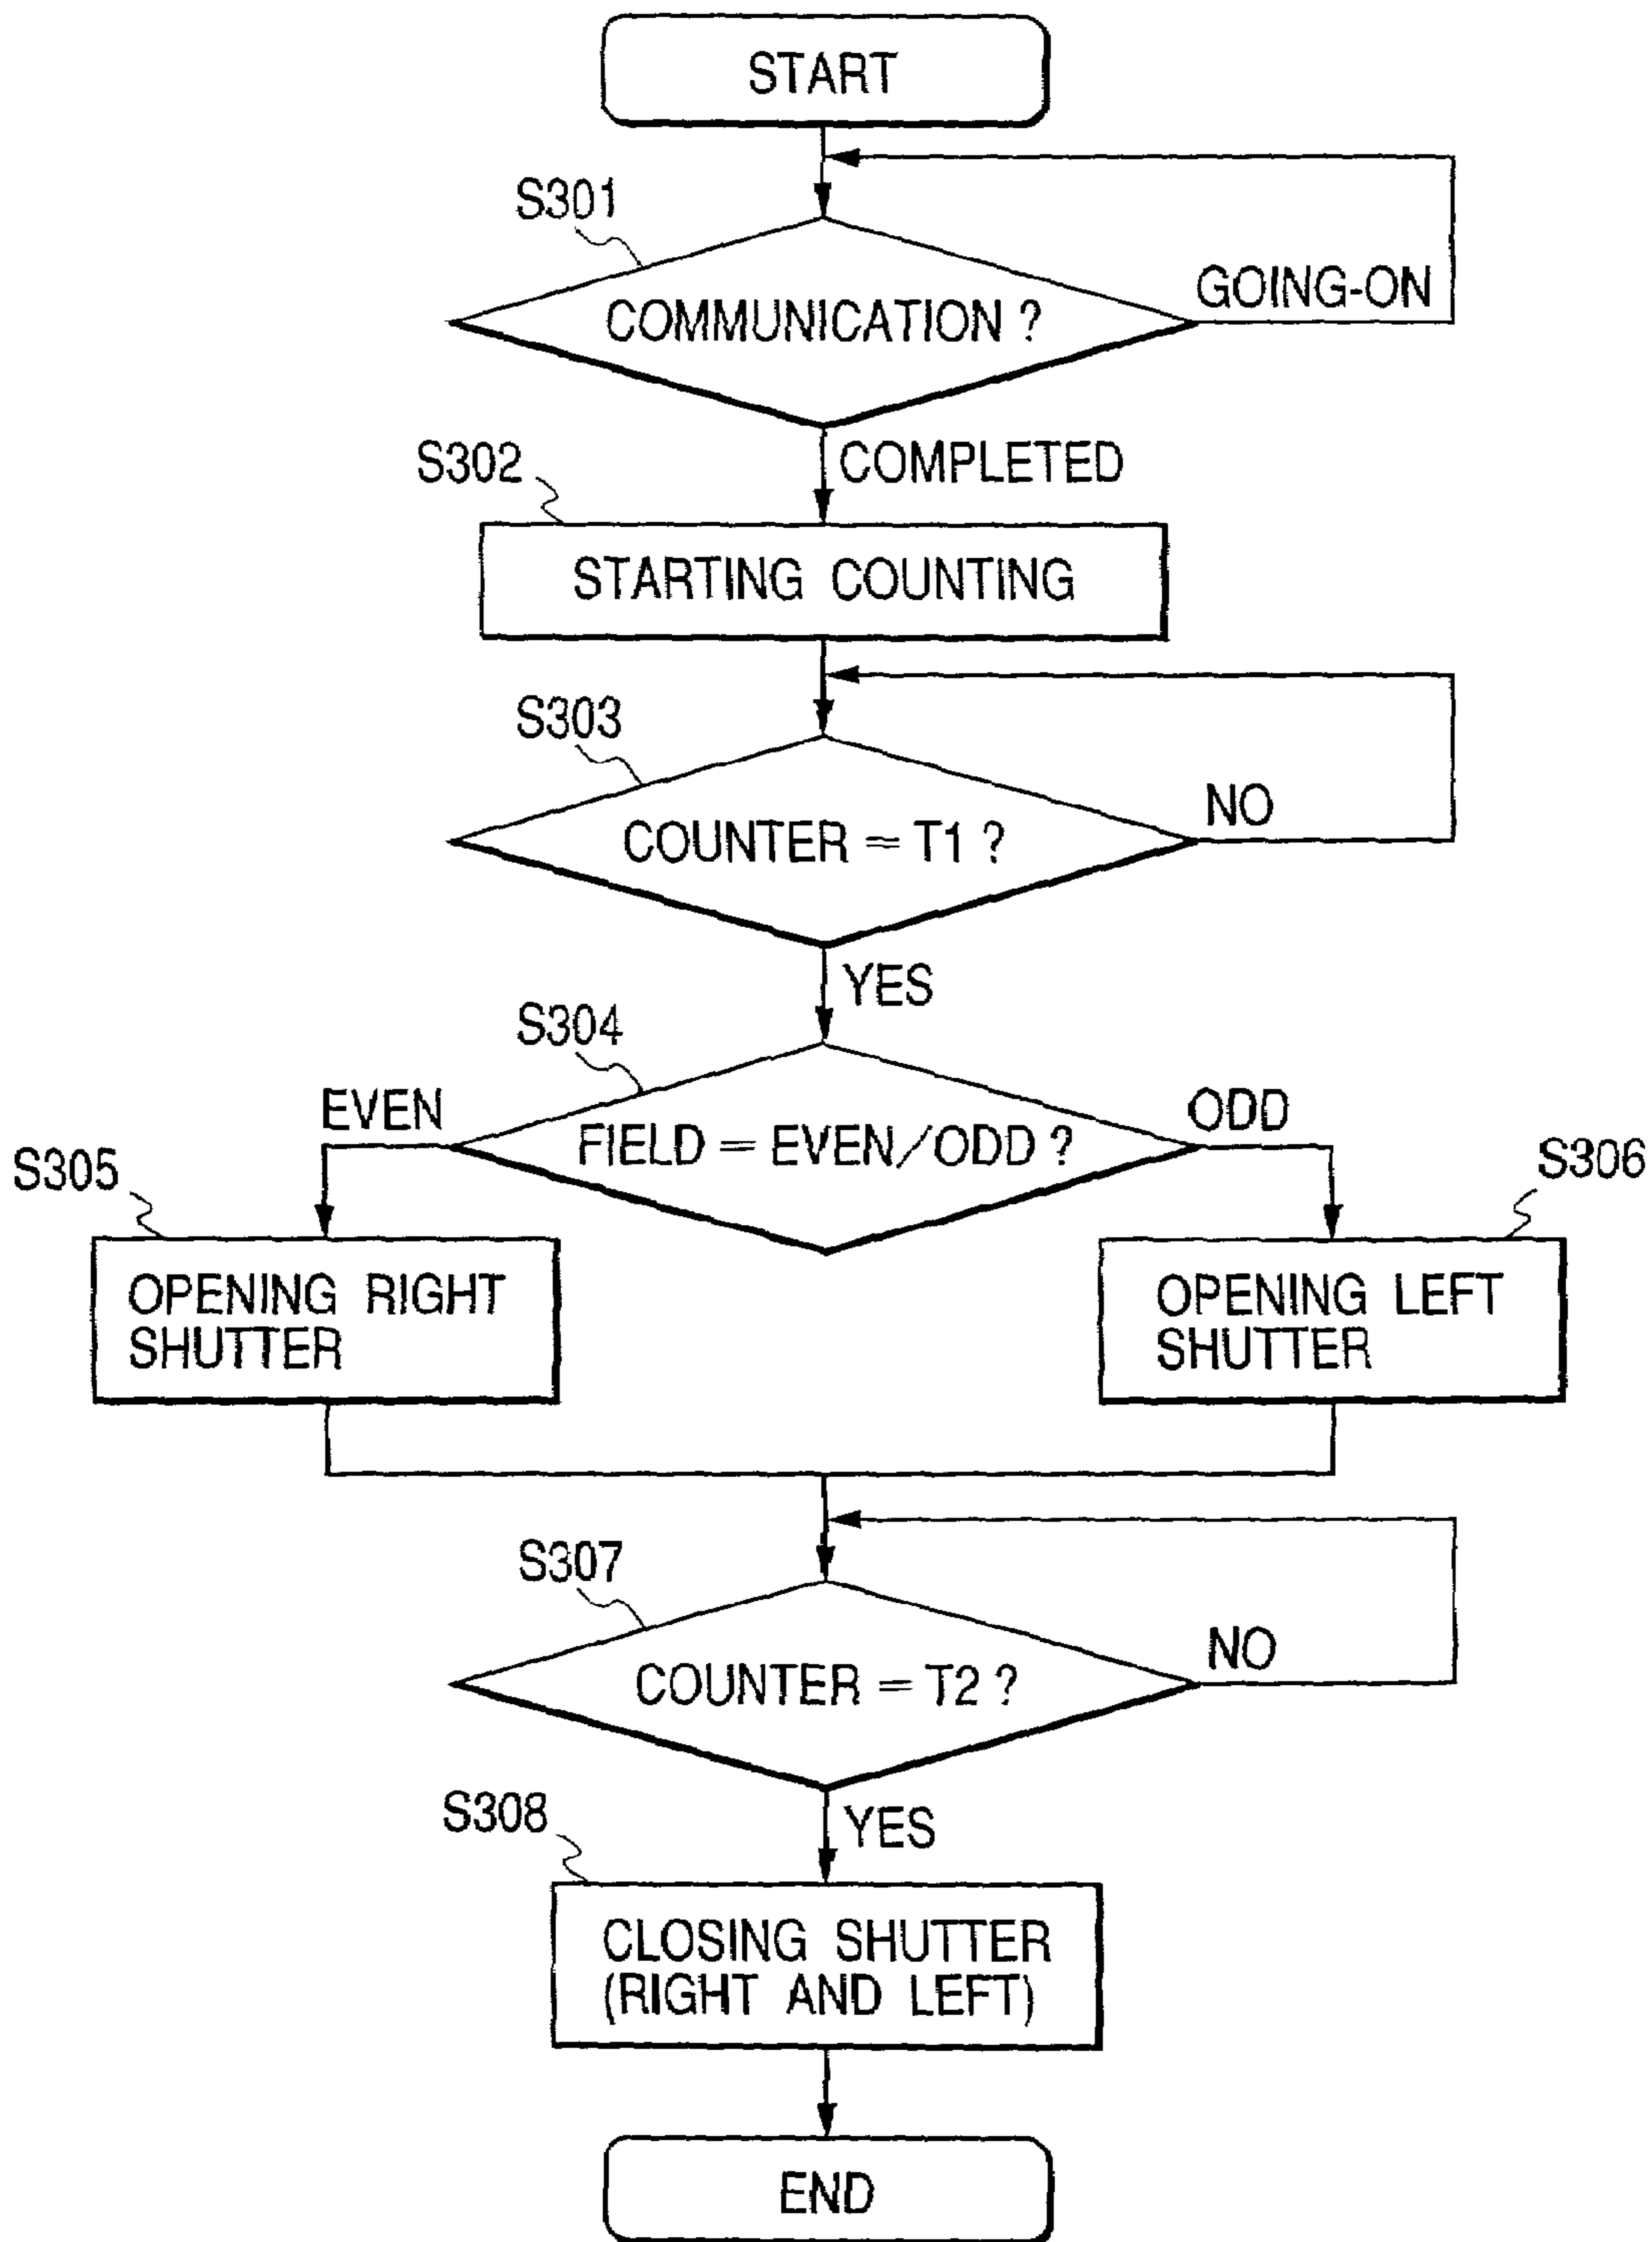 START
S301
COMMUNICATION ?
GOING-ON
COMPLETED
S302
STARTING COUNTING
S303
COUNTER = T1 ?
NO
YES
S304
EVEN
FIELD = EVEN/ODD ?
ODD
S305
S306
OPENING RIGHT
SHUTTER
OPENING LEFT
SHUTTER
S307
COUNTER = T2 ?
NO
YES
S308
CLOSING SHUTTER
(RIGHT AND LEFT)
END